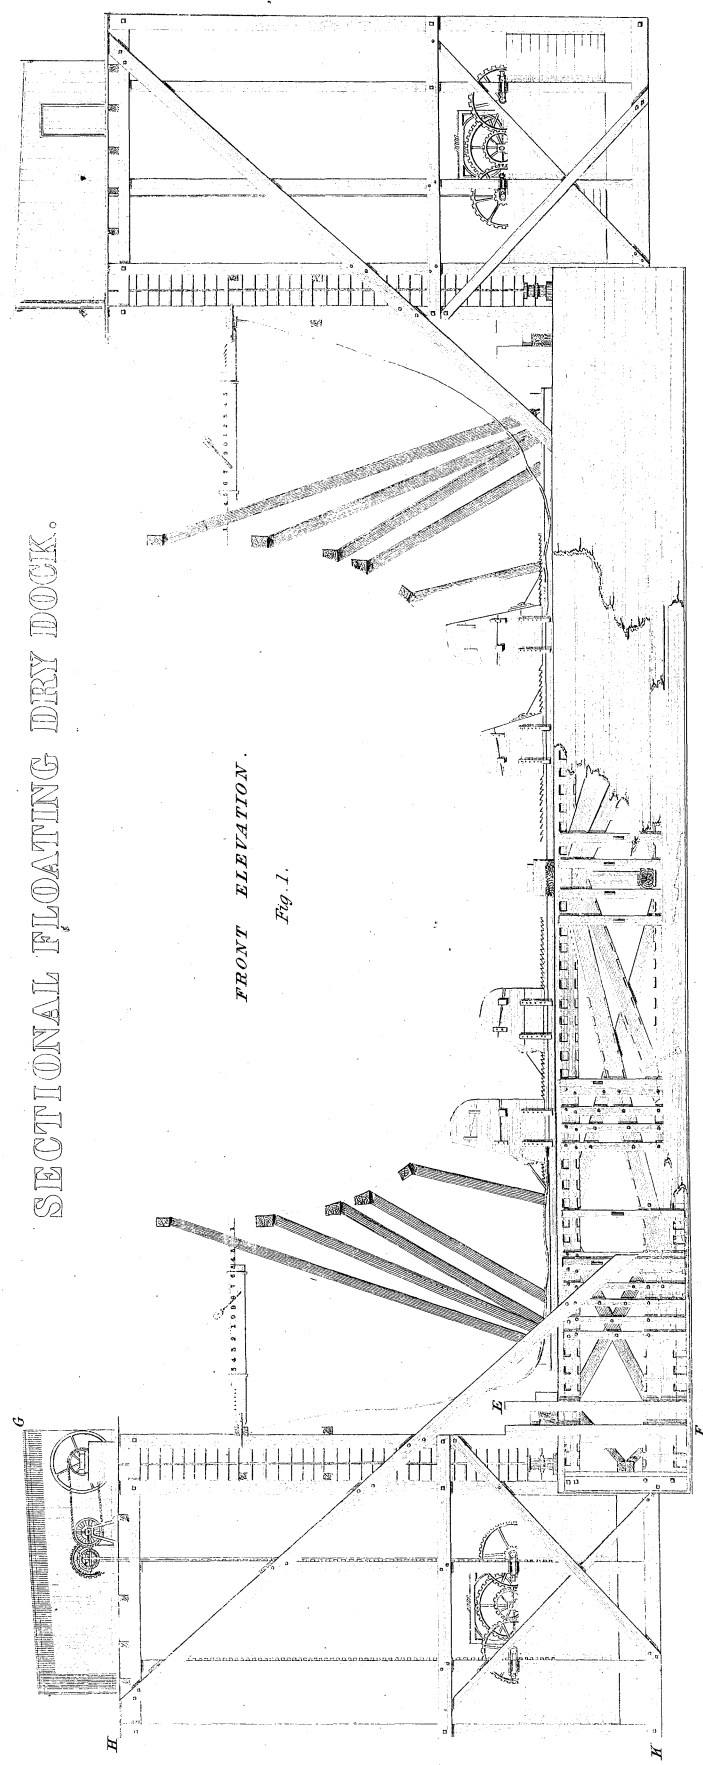 SECTIONAL FLOATING DRY DOCK.
FRONT ELEVATION.
Fig. 1.
G
H
K
E
F